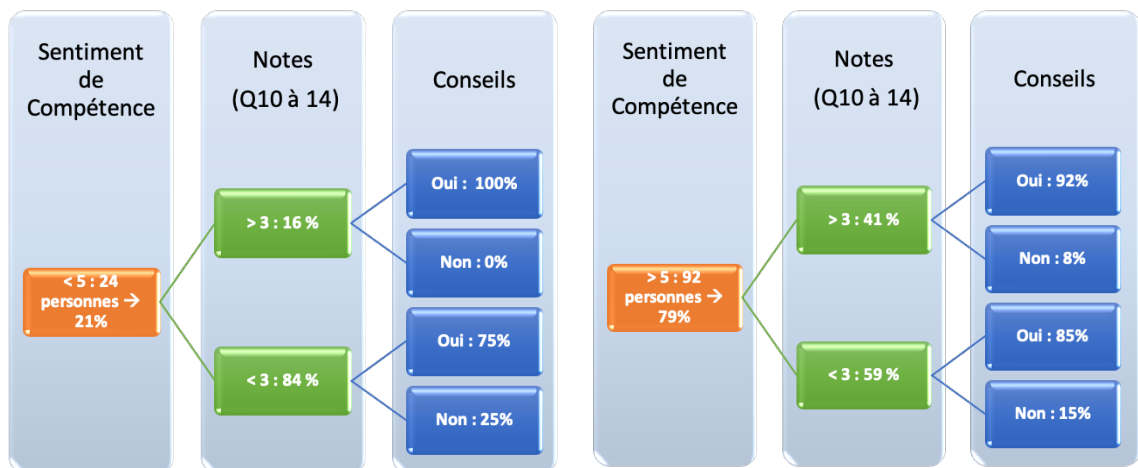 Sentiment
de
Compétence
Notes
(Q10 à 14)
Conseils
< 5 : 24
personnes →
21%
> 3 : 16 %
< 3 : 84 %
Oui : 100%
Non : 0%
Oui : 75%
Non : 25%
Sentiment
de
Compétence
Notes
(Q10 à 14)
Conseils
> 5 : 92
personnes →
79%
> 3 : 41 %
< 3 : 59 %
Oui : 92%
Non : 8%
Oui : 85%
Non : 15%